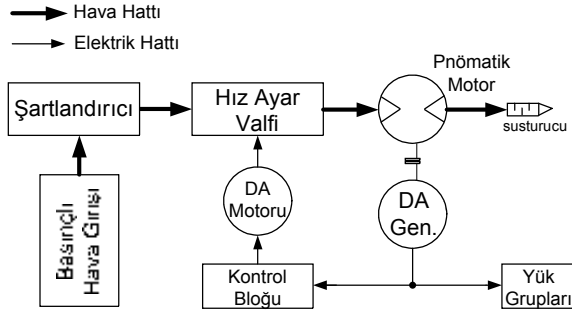 Hava Hattı
Elektrik Hattı
Pnömatik
Motor
Şartlandırıcı
Hız Ayar
Valfi
susturucu
DA
Motoru
DA
Gen.
Basınçlı
Hava Girişi
Kontrol
Bloğu
Yük
Grupları